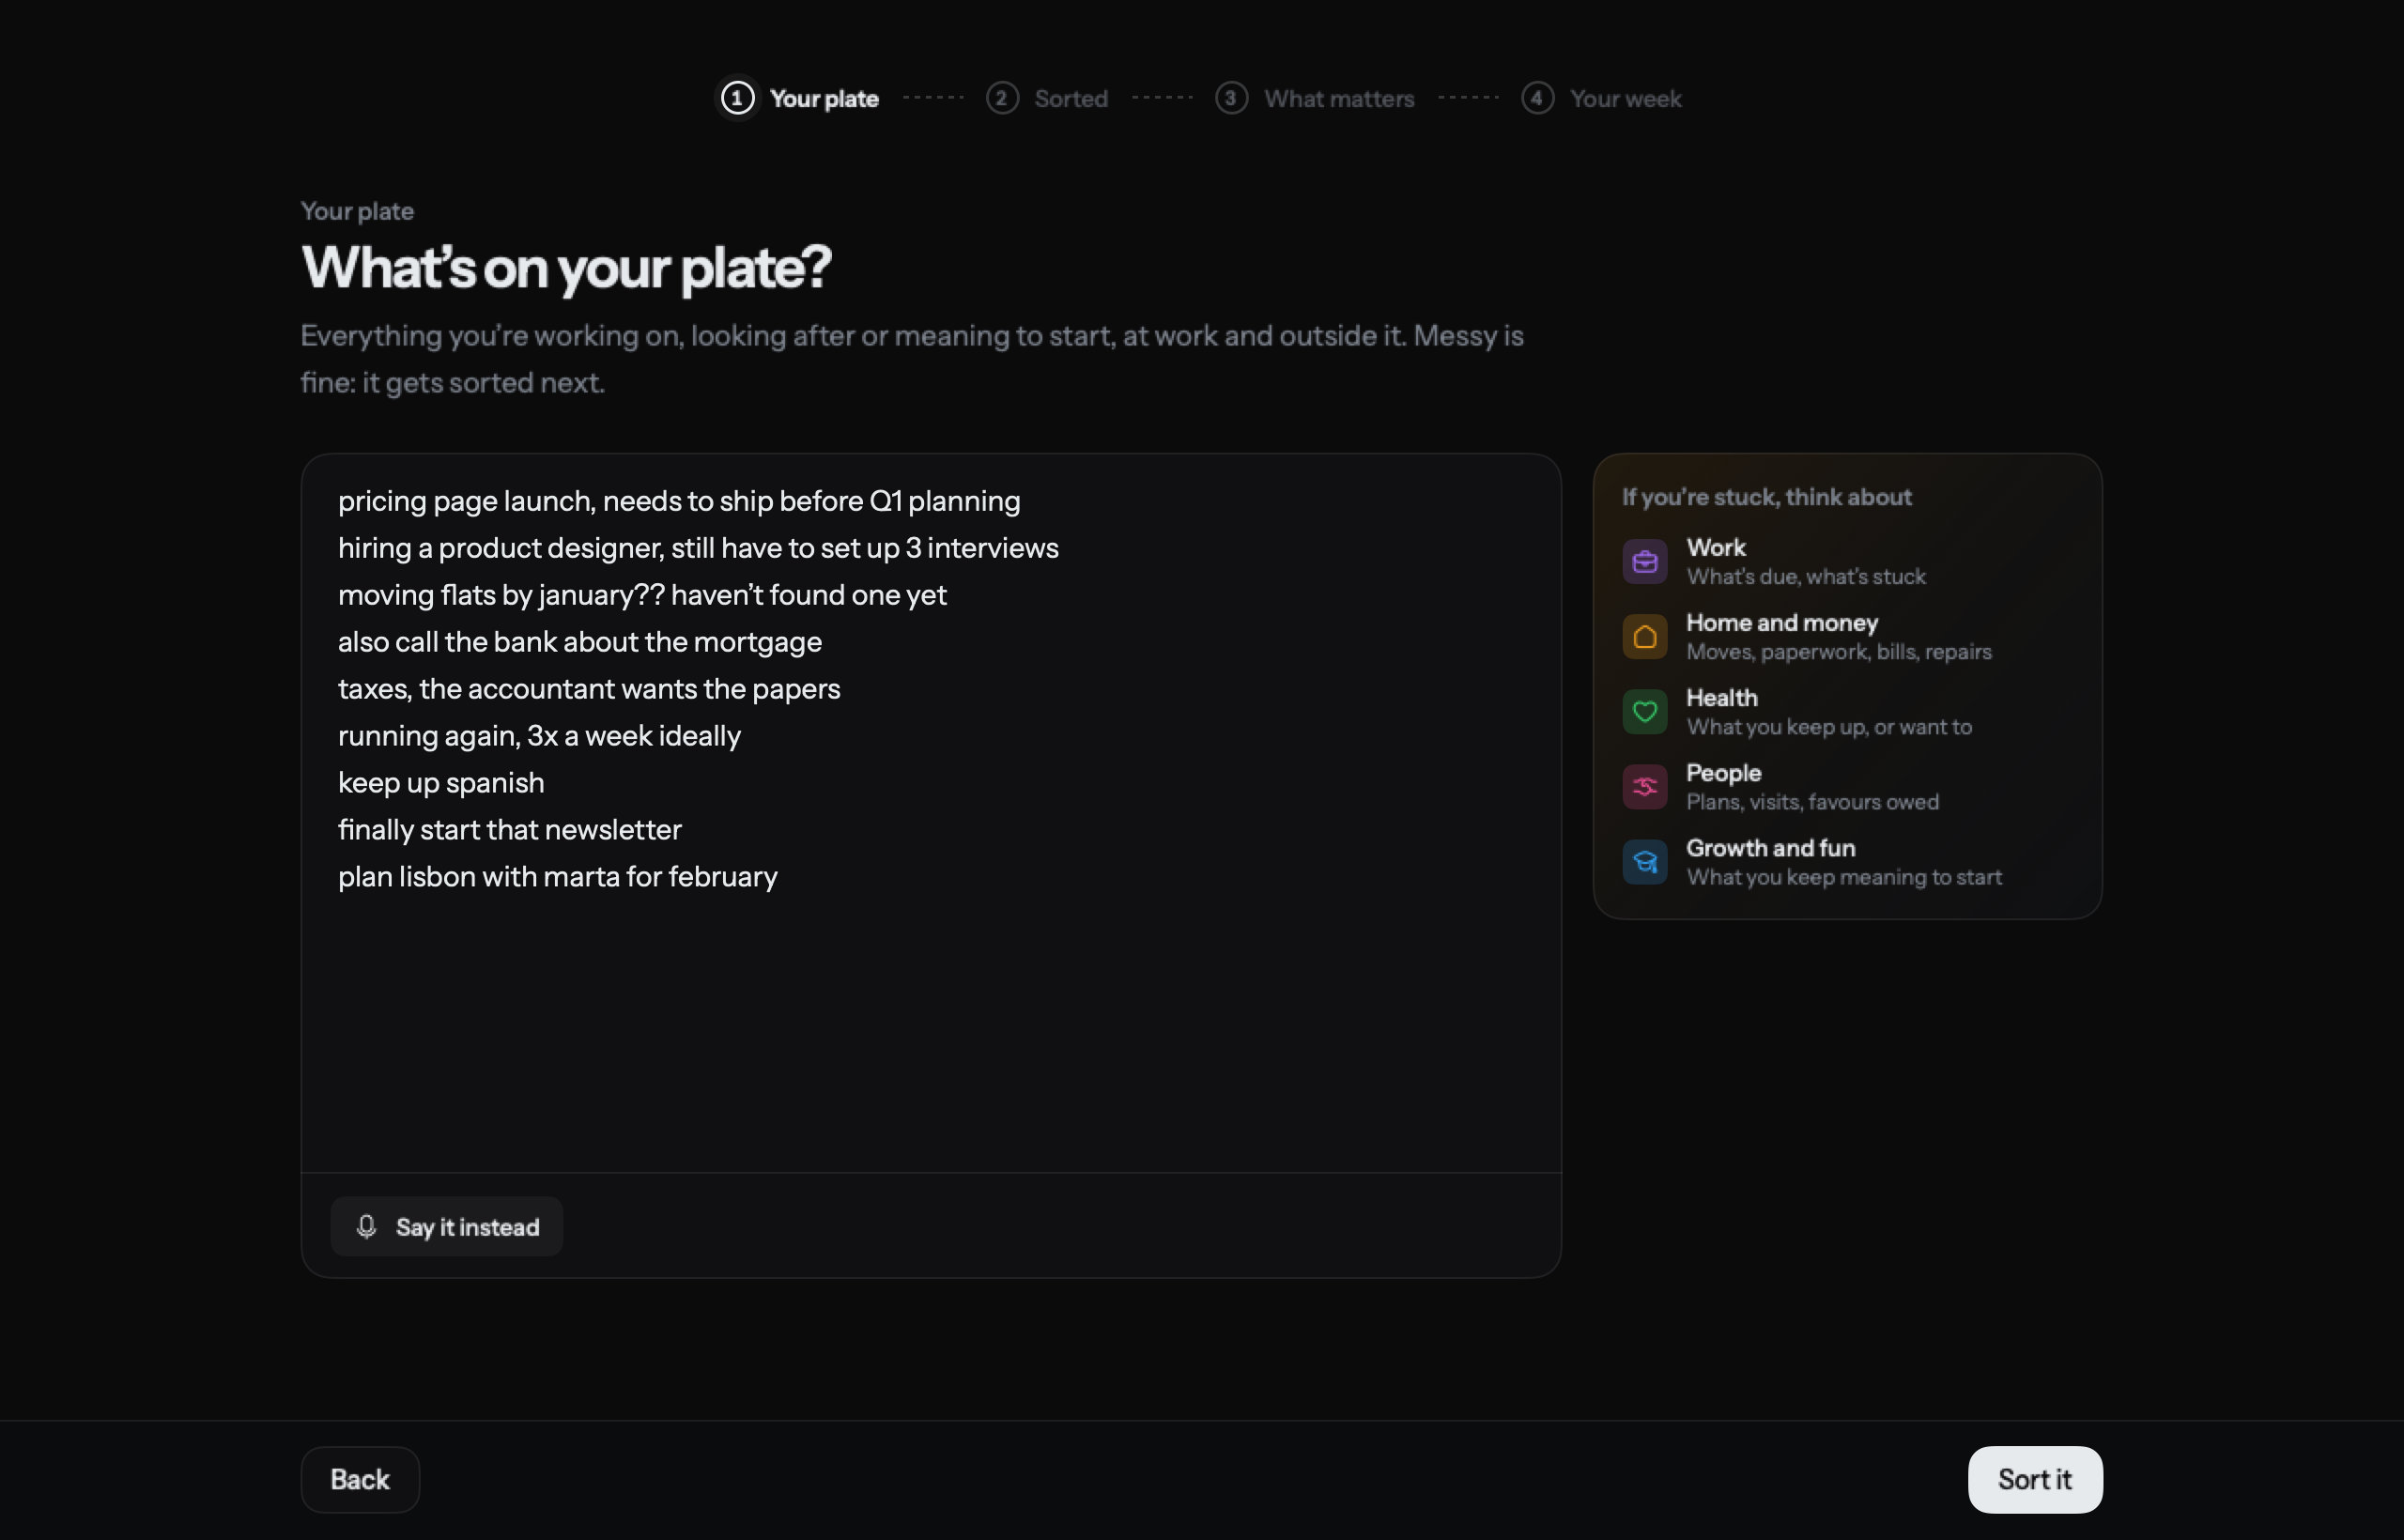 1 Your plate 2 Sorted 3 What matters 4 Your week
Your plate
What's on your plate?
Everything you're working on, looking after or meaning to start, at work and outside it. Messy is
fine: it gets sorted next.
pricing page launch, needs to ship before Q1 planning
hiring a product designer, still have to set up 3 interviews
moving flats by january?? haven't found one yet
also call the bank about the mortgage
taxes, the accountant wants the papers
running again, 3x a week ideally
keep up spanish
finally start that newsletter
plan lisbon with marta for february
Say it instead
If you're stuck, think about
Work
What's due, what's stuck
Home and money
Moves, paperwork, bills, repairs
Health
What you keep up, or want to
People
Plans, visits, favours owed
Growth and fun
What you keep meaning to start
Back
Sort it